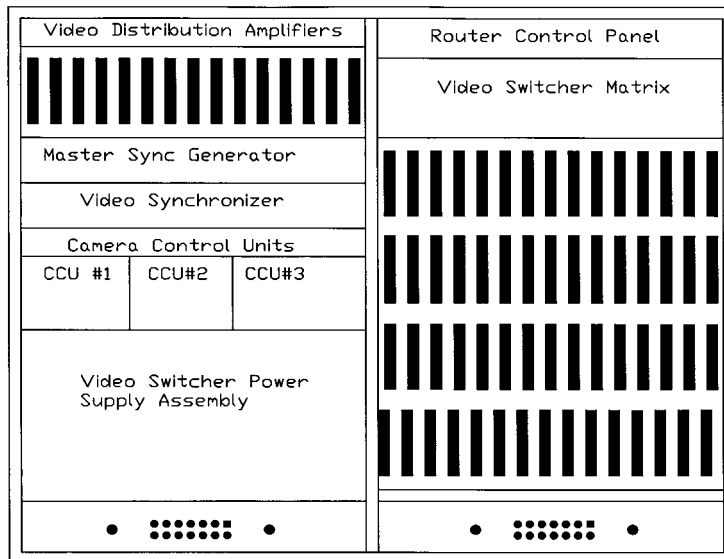 Video Distribution Amplifiers
Master Sync Generator
Video Synchronizer
Camera Control Units
CCU #1
CCU#2
CCU#3
Video Switcher Power
Supply Assembly
Router Control Panel
Video Switcher Matrix